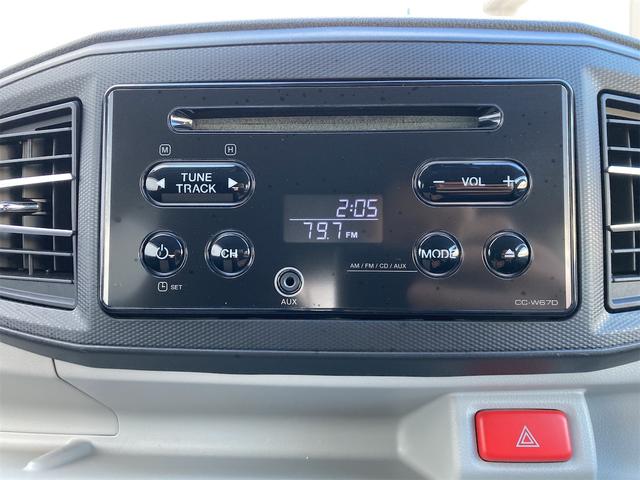 M H
TUNE
TRACK
− VOL +
2:05
79.7 FM
CH
MODE
AM / FM / CD / AUX
SET
AUX
CC-W67D